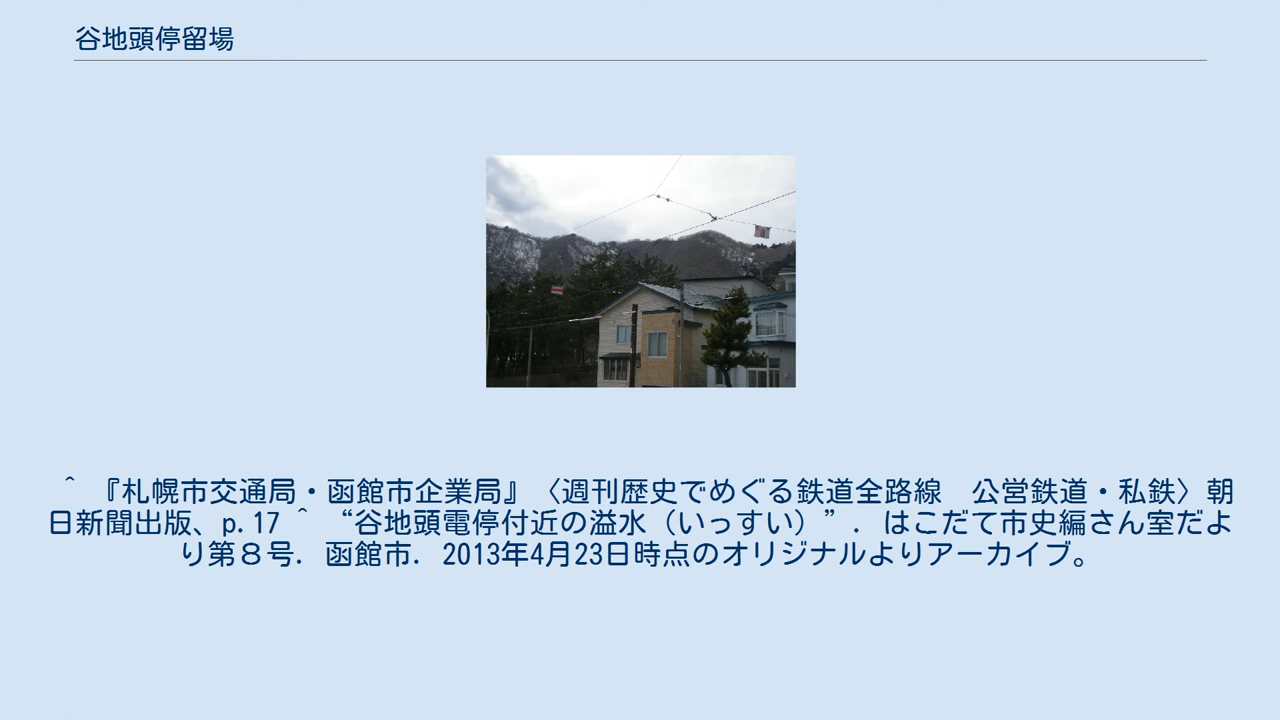 谷地頭停留場
^ 『札幌市交通局・函館市企業局』〈週刊歴史でめぐる鉄道全路線　公営鉄道・私鉄〉朝
日新聞出版、p.17 ^ “谷地頭電停付近の溢水（いっすい）”. はこだて市史編さん室だよ
り第８号. 函館市. 2013年4月23日時点のオリジナルよりアーカイブ。